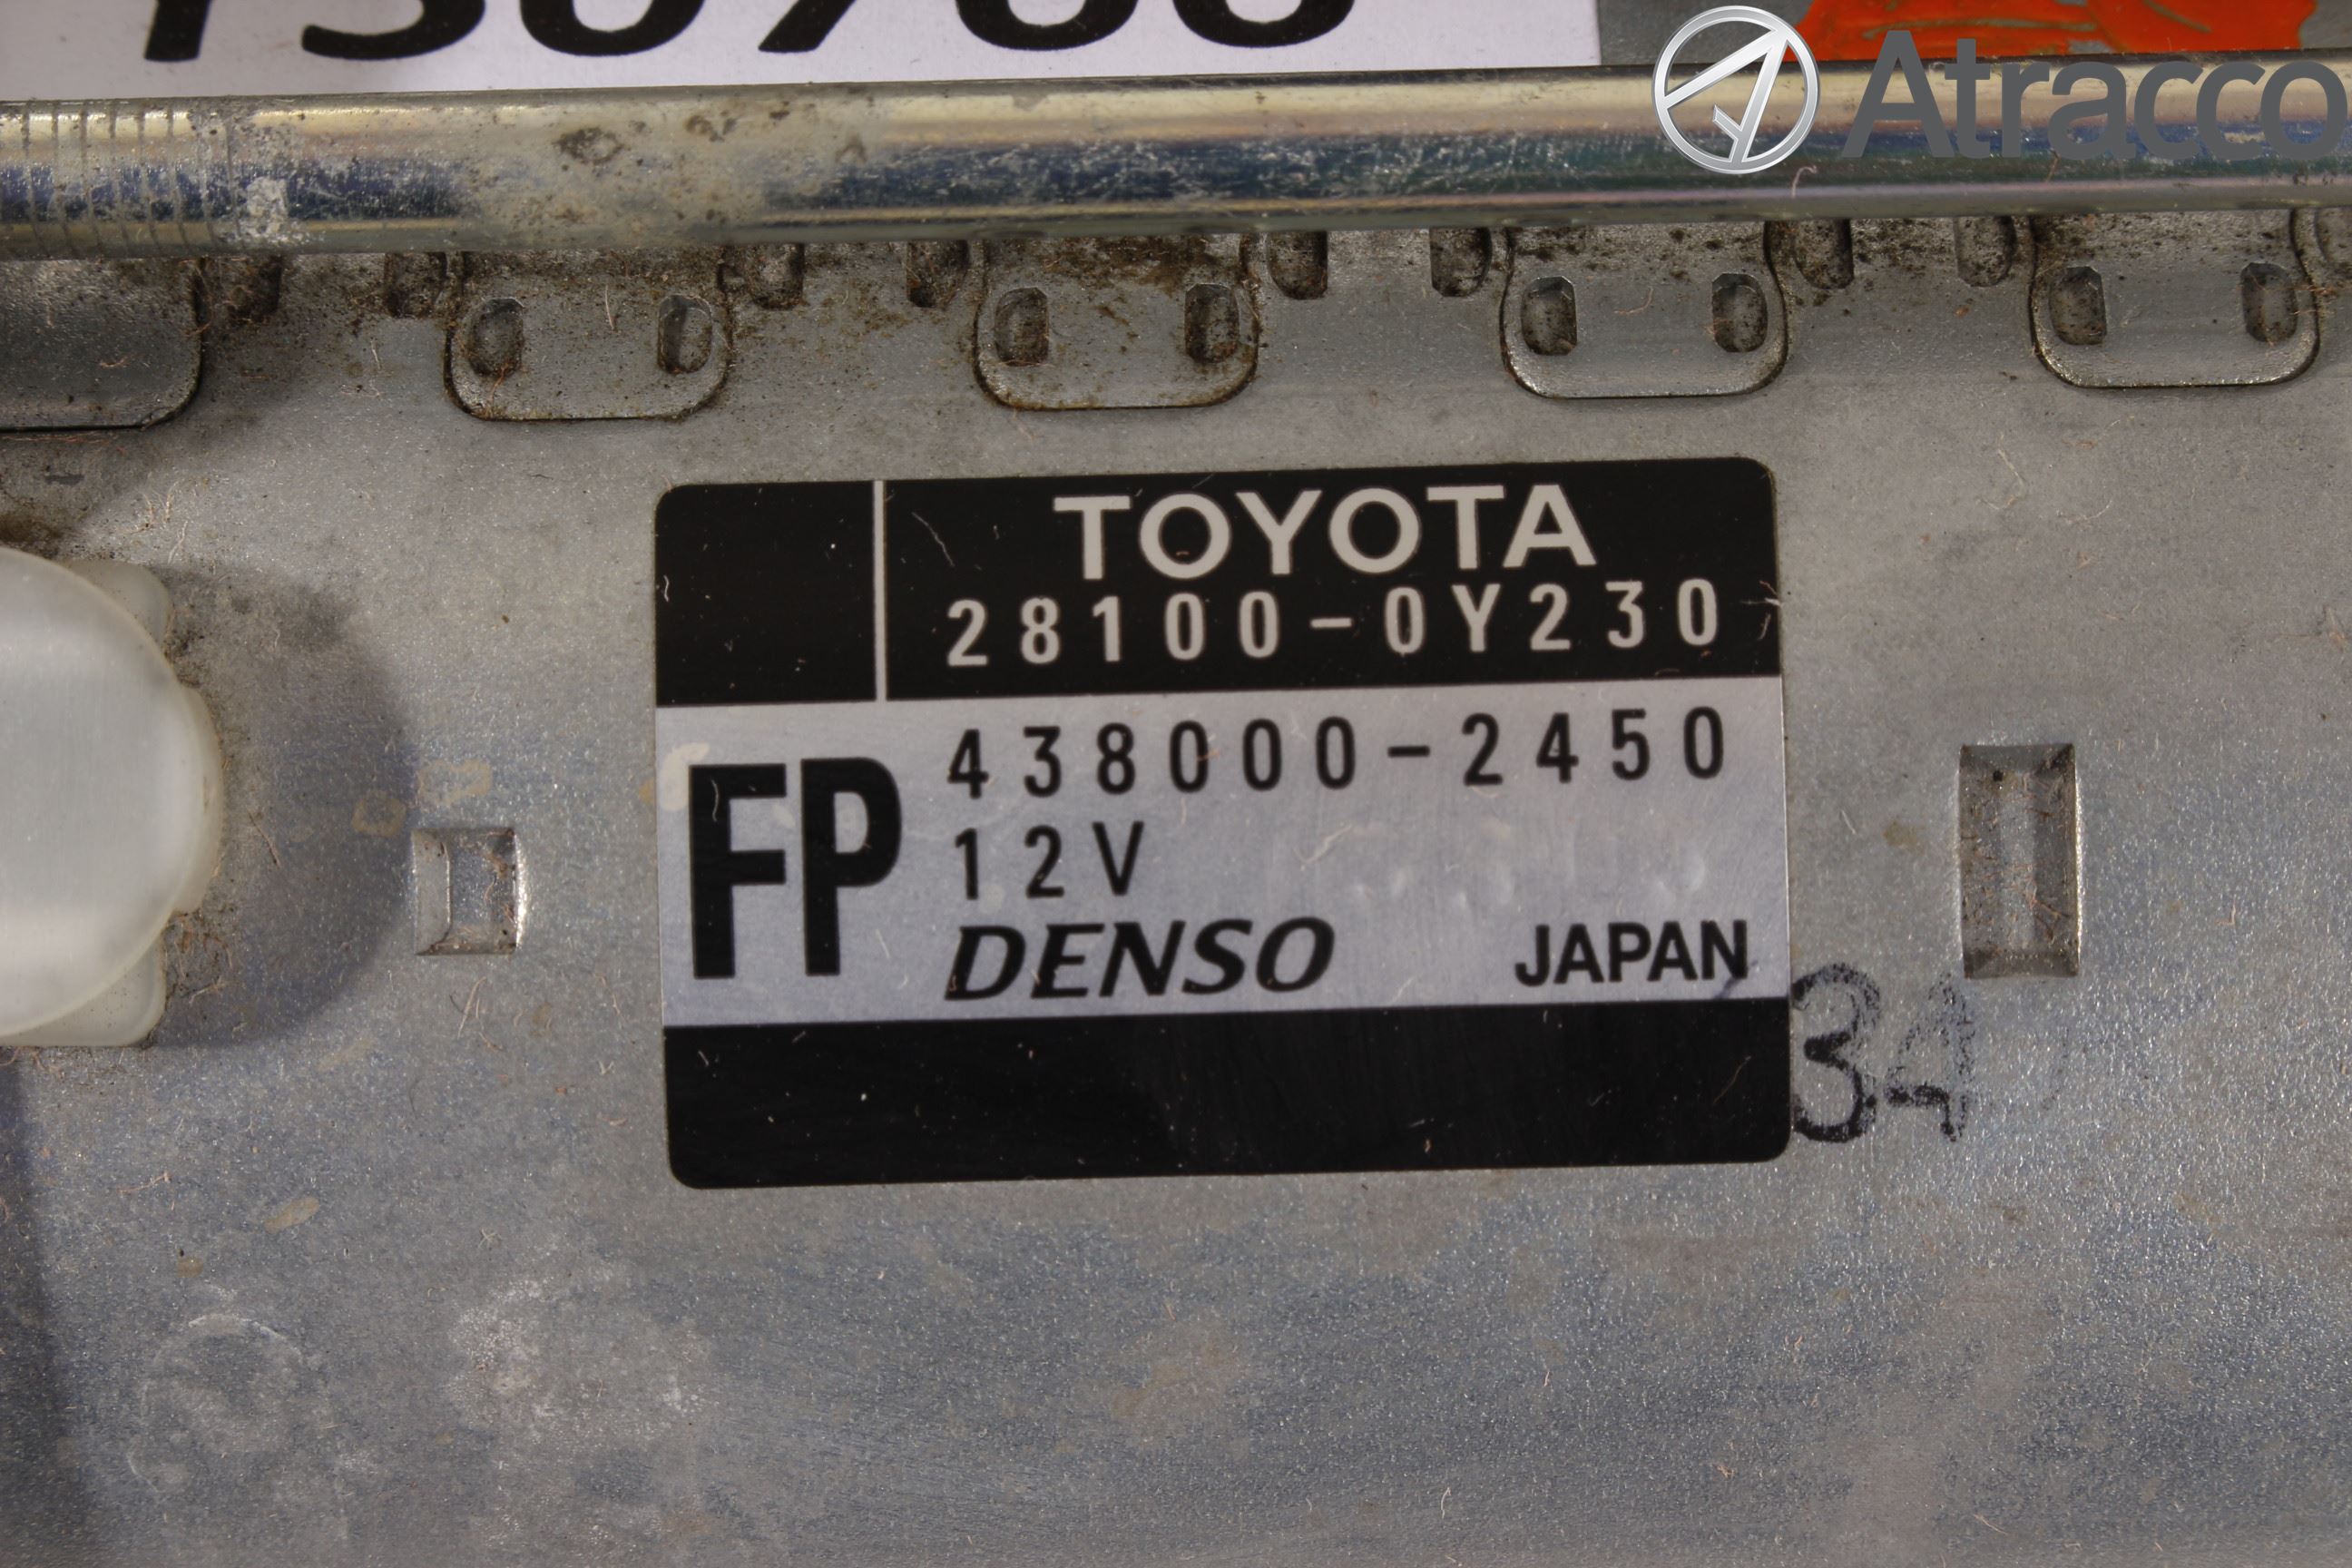 Atracco
TOYOTA
28100-0Y230
FP
438000-2450
12V
DENSO JAPAN
34